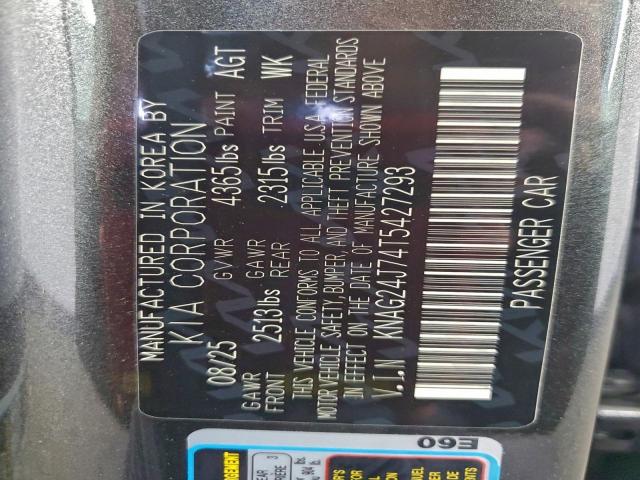 MANUFACTURED IN KOREA BY
KIA CORPORATION
08/25 GVWR 4365lbs PAINT AGT
GAWR FRONT 2513lbs GAWR REAR 2315lbs TRIM WK
THIS VEHICLE CONFORMS TO ALL APPLICABLE U.S.A. FEDERAL
MOTOR VEHICLE SAFETY, BUMPER, AND THEFT PREVENTION STANDARDS
IN EFFECT ON THE DATE OF MANUFACTURE SHOWN ABOVE
V.I.N KNAG24J74T5427293
PASSENGER CAR
E60